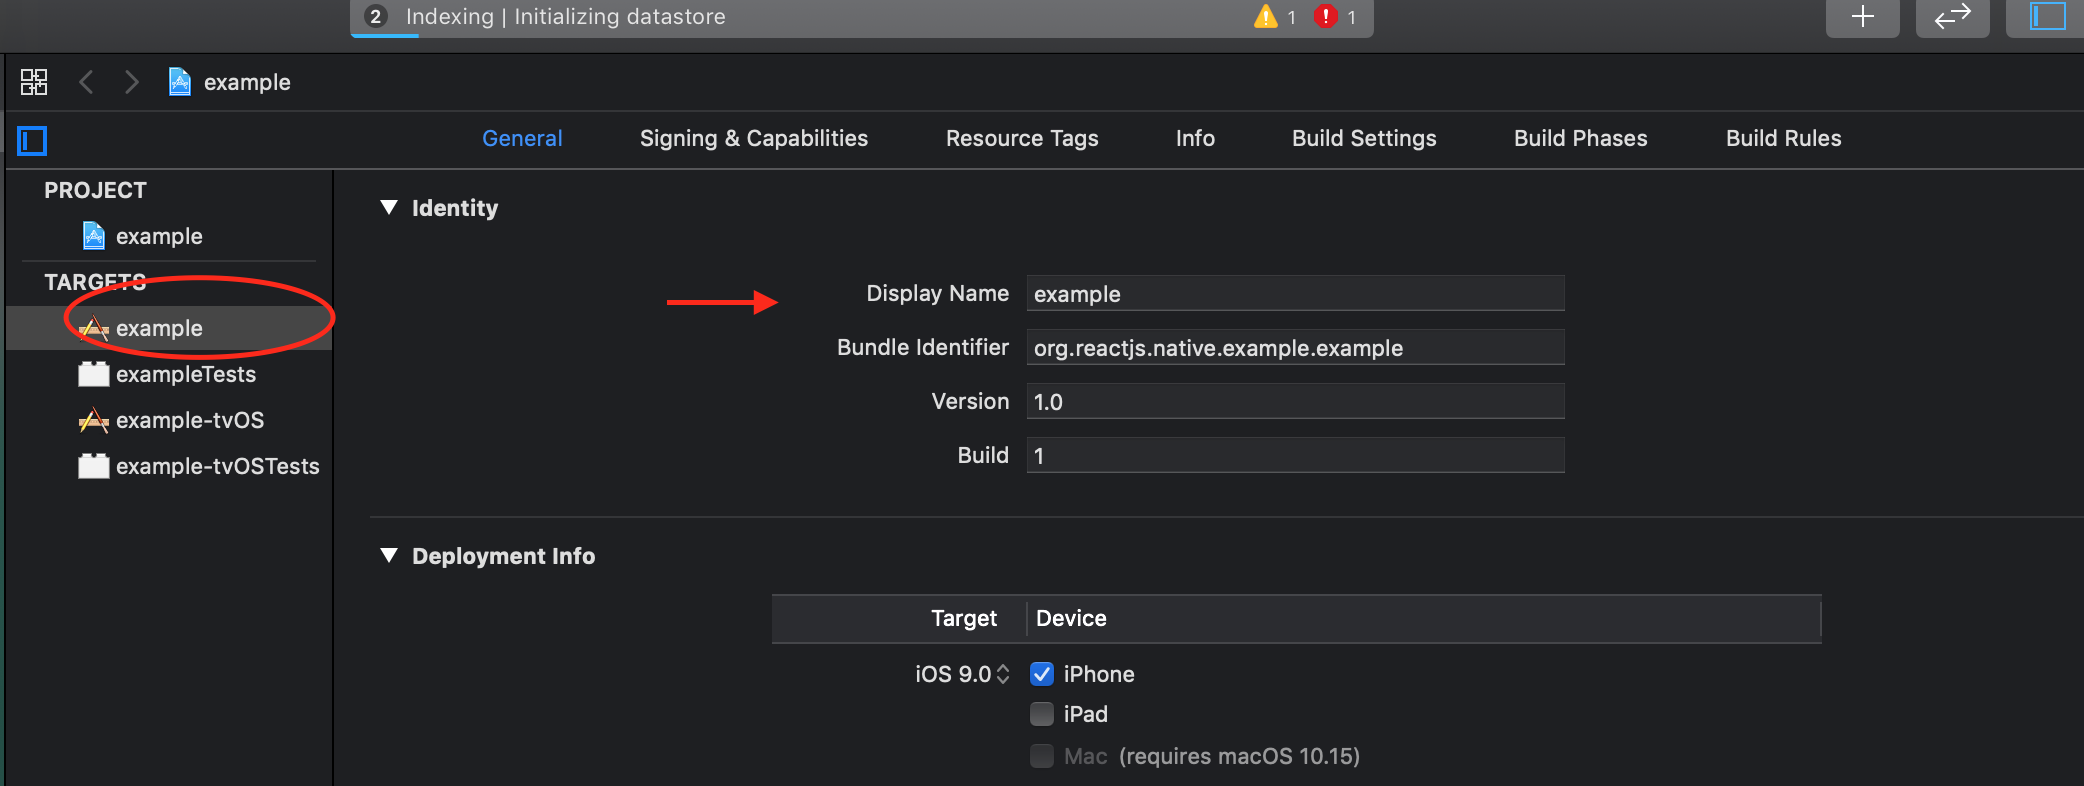 2 Indexing | Initializing datastore 1 1
example
General Signing & Capabilities Resource Tags Info Build Settings Build Phases Build Rules
PROJECT
example
TARGETS
example
exampleTests
example-tvOS
example-tvOSTests
Identity
Display Name example
Bundle Identifier org.reactjs.native.example.example
Version 1.0
Build 1
Deployment Info
Target Device
iOS 9.0 iPhone
iPad
Mac (requires macOS 10.15)